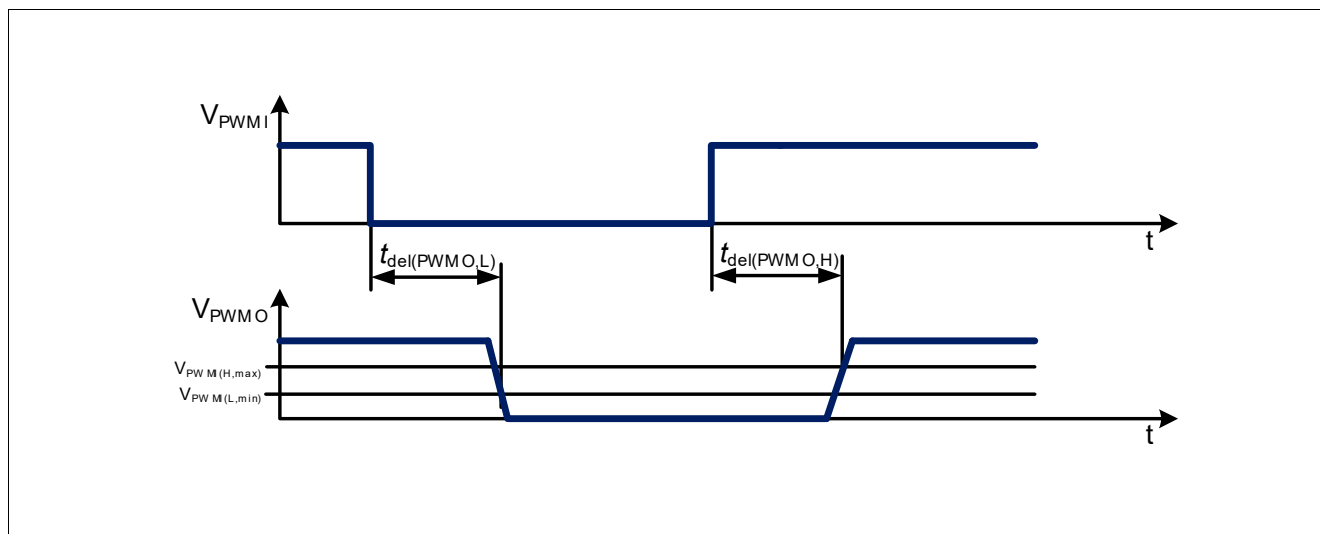 VPWMI
t
tdel(PWMO,L)
tdel(PWMO,H)
VPWMO
VPWMI(H,max)
VPWMI(L,min)
t